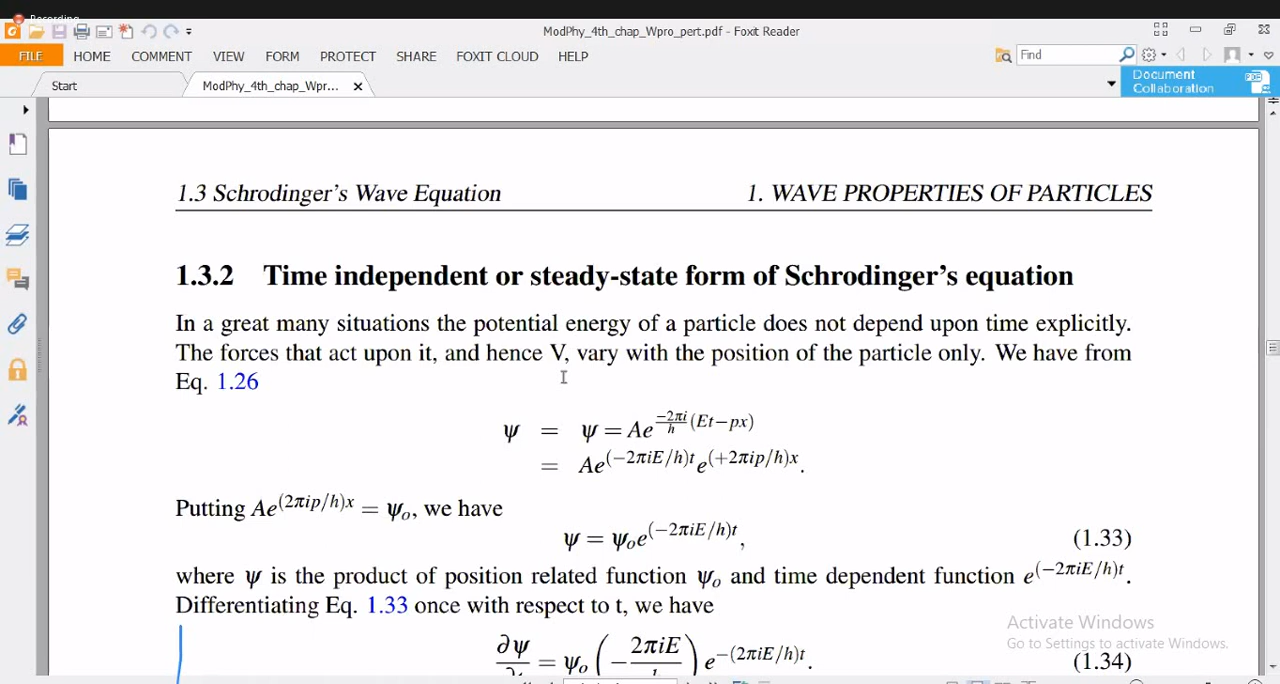 Recording
ModPhy_4th_chap_Wpro_pert.pdf - Foxit Reader
FILE HOME COMMENT VIEW FORM PROTECT SHARE FOXIT CLOUD HELP Find
Start ModPhy_4th_chap_Wpr... Document
Collaboration
1.3 Schrodinger's Wave Equation 1. WAVE PROPERTIES OF PARTICLES
1.3.2 Time independent or steady-state form of Schrodinger's equation
In a great many situations the potential energy of a particle does not depend upon time explicitly.
The forces that act upon it, and hence V, vary with the position of the particle only. We have from
Eq. 1.26
ψ = ψ = Ae^{\frac{-2πi}{h}(Et−px)}
= Ae^{(−2πiE/h)t}e^{(+2πip/h)x}.
Putting Ae^{(2πip/h)x} = ψ_o, we have
ψ = ψ_o e^{(−2πiE/h)t}, (1.33)
where ψ is the product of position related function ψ_o and time dependent function e^{(−2πiE/h)t}.
Differentiating Eq. 1.33 once with respect to t, we have
Activate Windows
Go to Settings to activate Windows.
∂ψ = ψ_o (− 2πiE ) e^{−(2πiE/h)t}. (1.34)